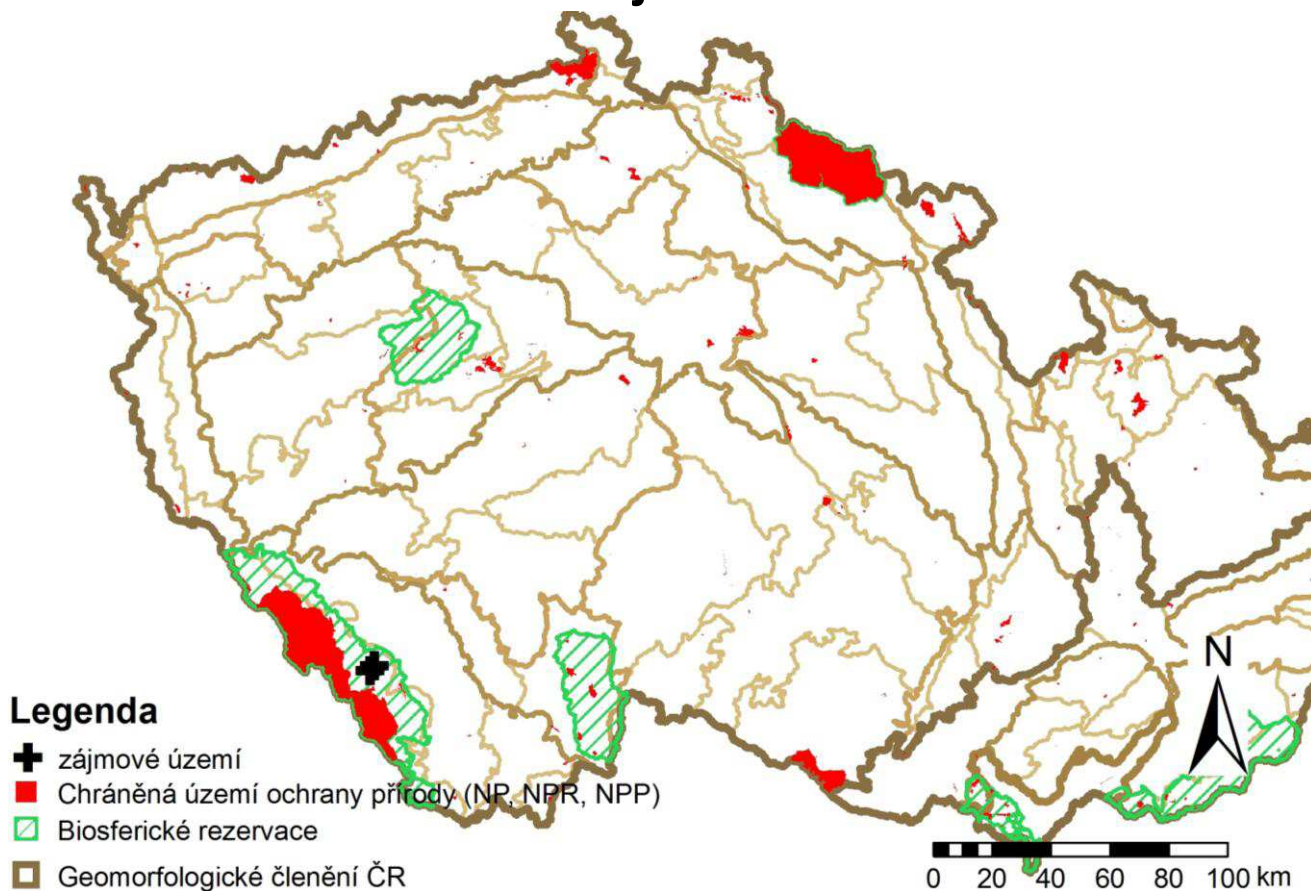 N
Legenda
zájmové území
Chráněná území ochrany přírody (NP, NPR, NPP)
Biosferické rezervace
Geomorfologické členění ČR
0 20 40 60 80 100 km